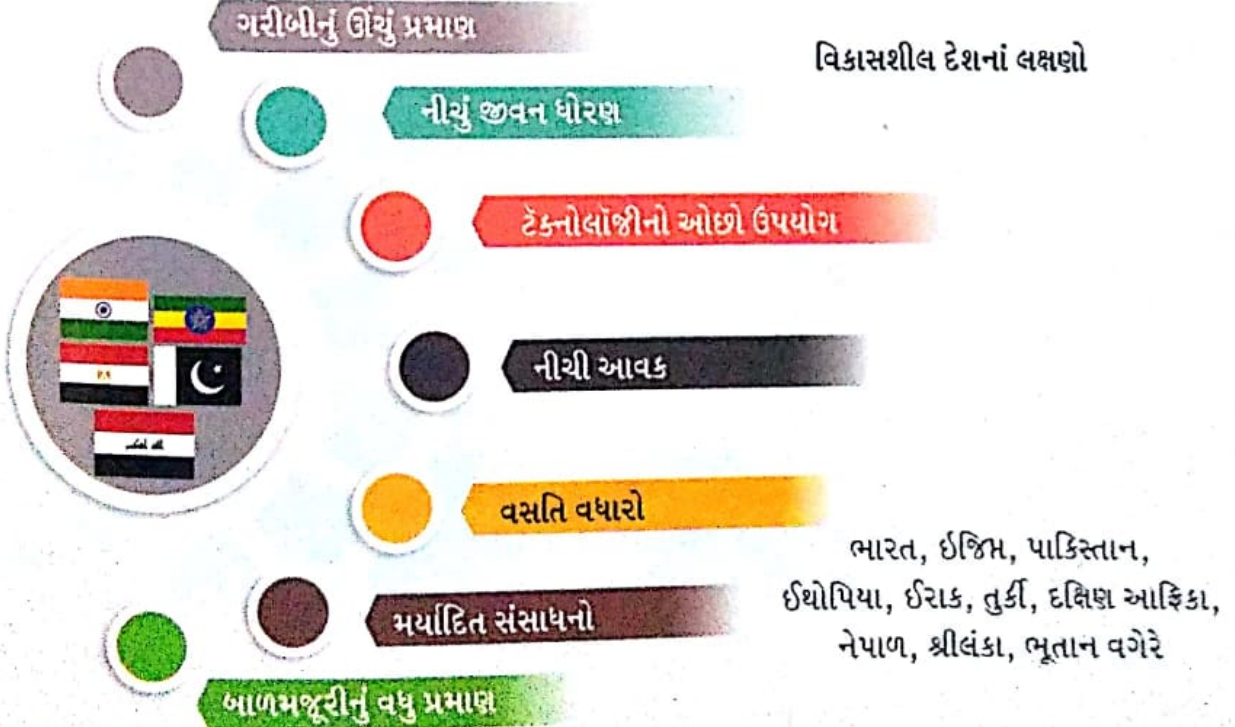 ગરીબીનું ઊંચું પ્રમાણ
વિકાસશીલ દેશનાં લક્ષણો
નીચું જીવન ધોરણ
ટૅક્નોલૉજીનો ઓછો ઉપયોગ
નીચી આવક
વસતિ વધારો
ભારત, ઇજિપ્ત, પાકિસ્તાન,
ઈથોપિયા, ઈરાક, તુર્કી, દક્ષિણ આફ્રિકા,
નેપાળ, શ્રીલંકા, ભૂતાન વગેરે
મર્યાદિત સંસાધનો
બાળમજૂરીનું વધુ પ્રમાણ